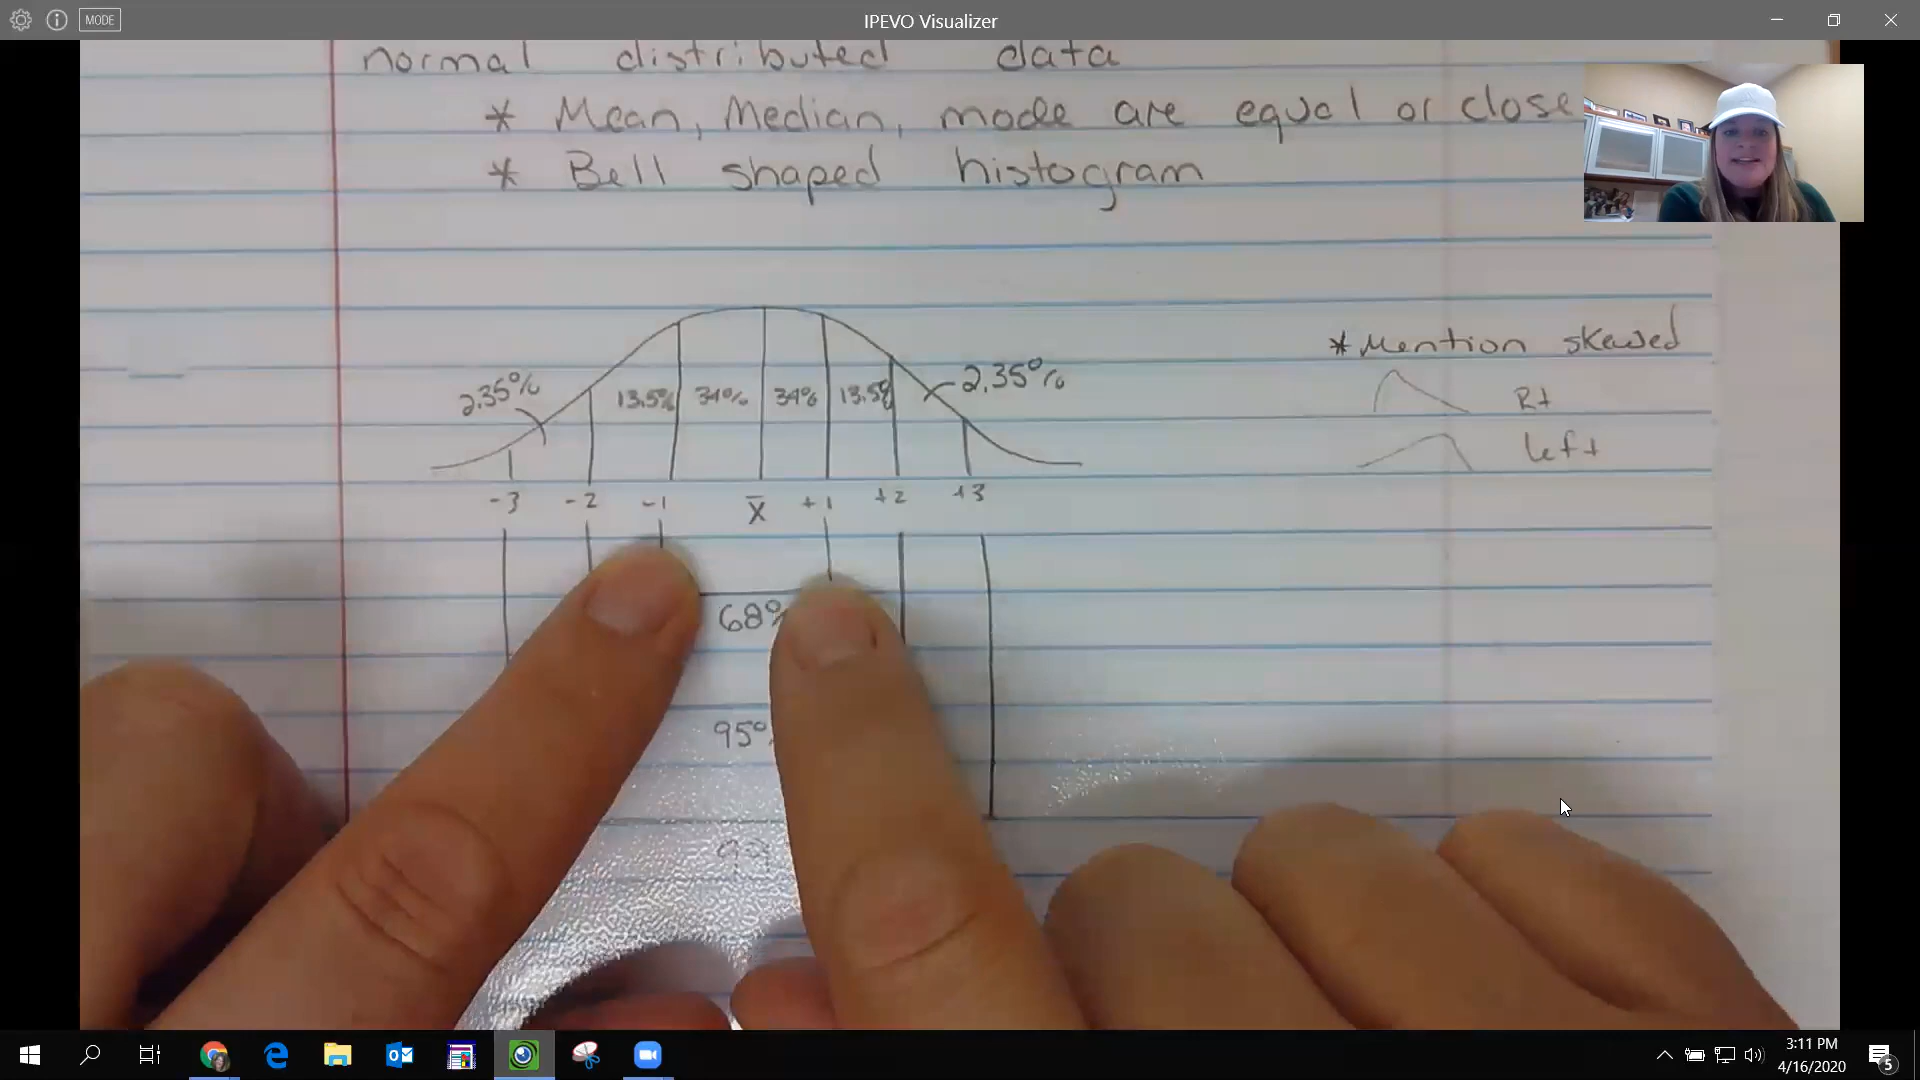 MODE
IPEVO Visualizer
normal distributed data
* Mean, Median, mode are equal or close
* Bell shaped histogram
* Mention skewed
2.35% 13.5% 34% 34% 13.5% 2.35%
Rt
left
-3 -2 -1 X̄ +1 +2 +3
68%
95%
99
3:11 PM
4/16/2020
5